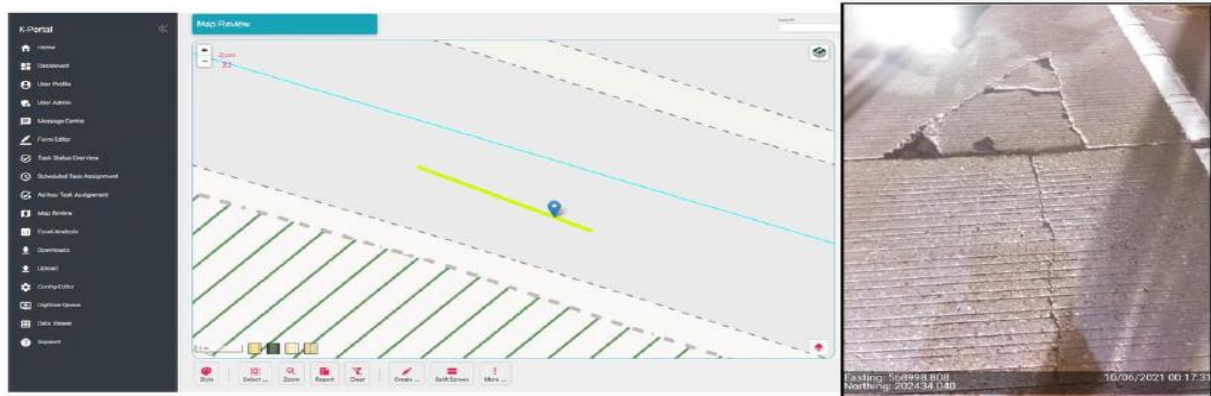 K-Portal
Home
Dashboard
User Profile
User Admin
Message Centre
Form Editor
Task Status Overview
Scheduled Task Assignment
Ad-hoc Task Assignment
Map Review
Excel Analysis
Downloads
Upload
Config Editor
Digitiser Queue
Data Viewer
Support
Map Review
Search
+
−
Zoom
22
Style
Select ...
Zoom
Report
Clear
Create ...
Split Screen
More ...
Easting: 568998.808
Northing: 202434.040
10/06/2021 00:17:31